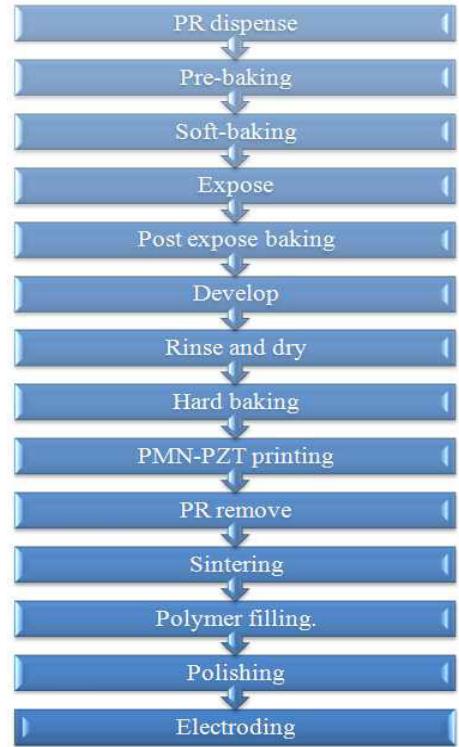 PR dispense
Pre-baking
Soft-baking
Expose
Post expose baking
Develop
Rinse and dry
Hard baking
PMN-PZT printing
PR remove
Sintering
Polymer filling.
Polishing
Electroding